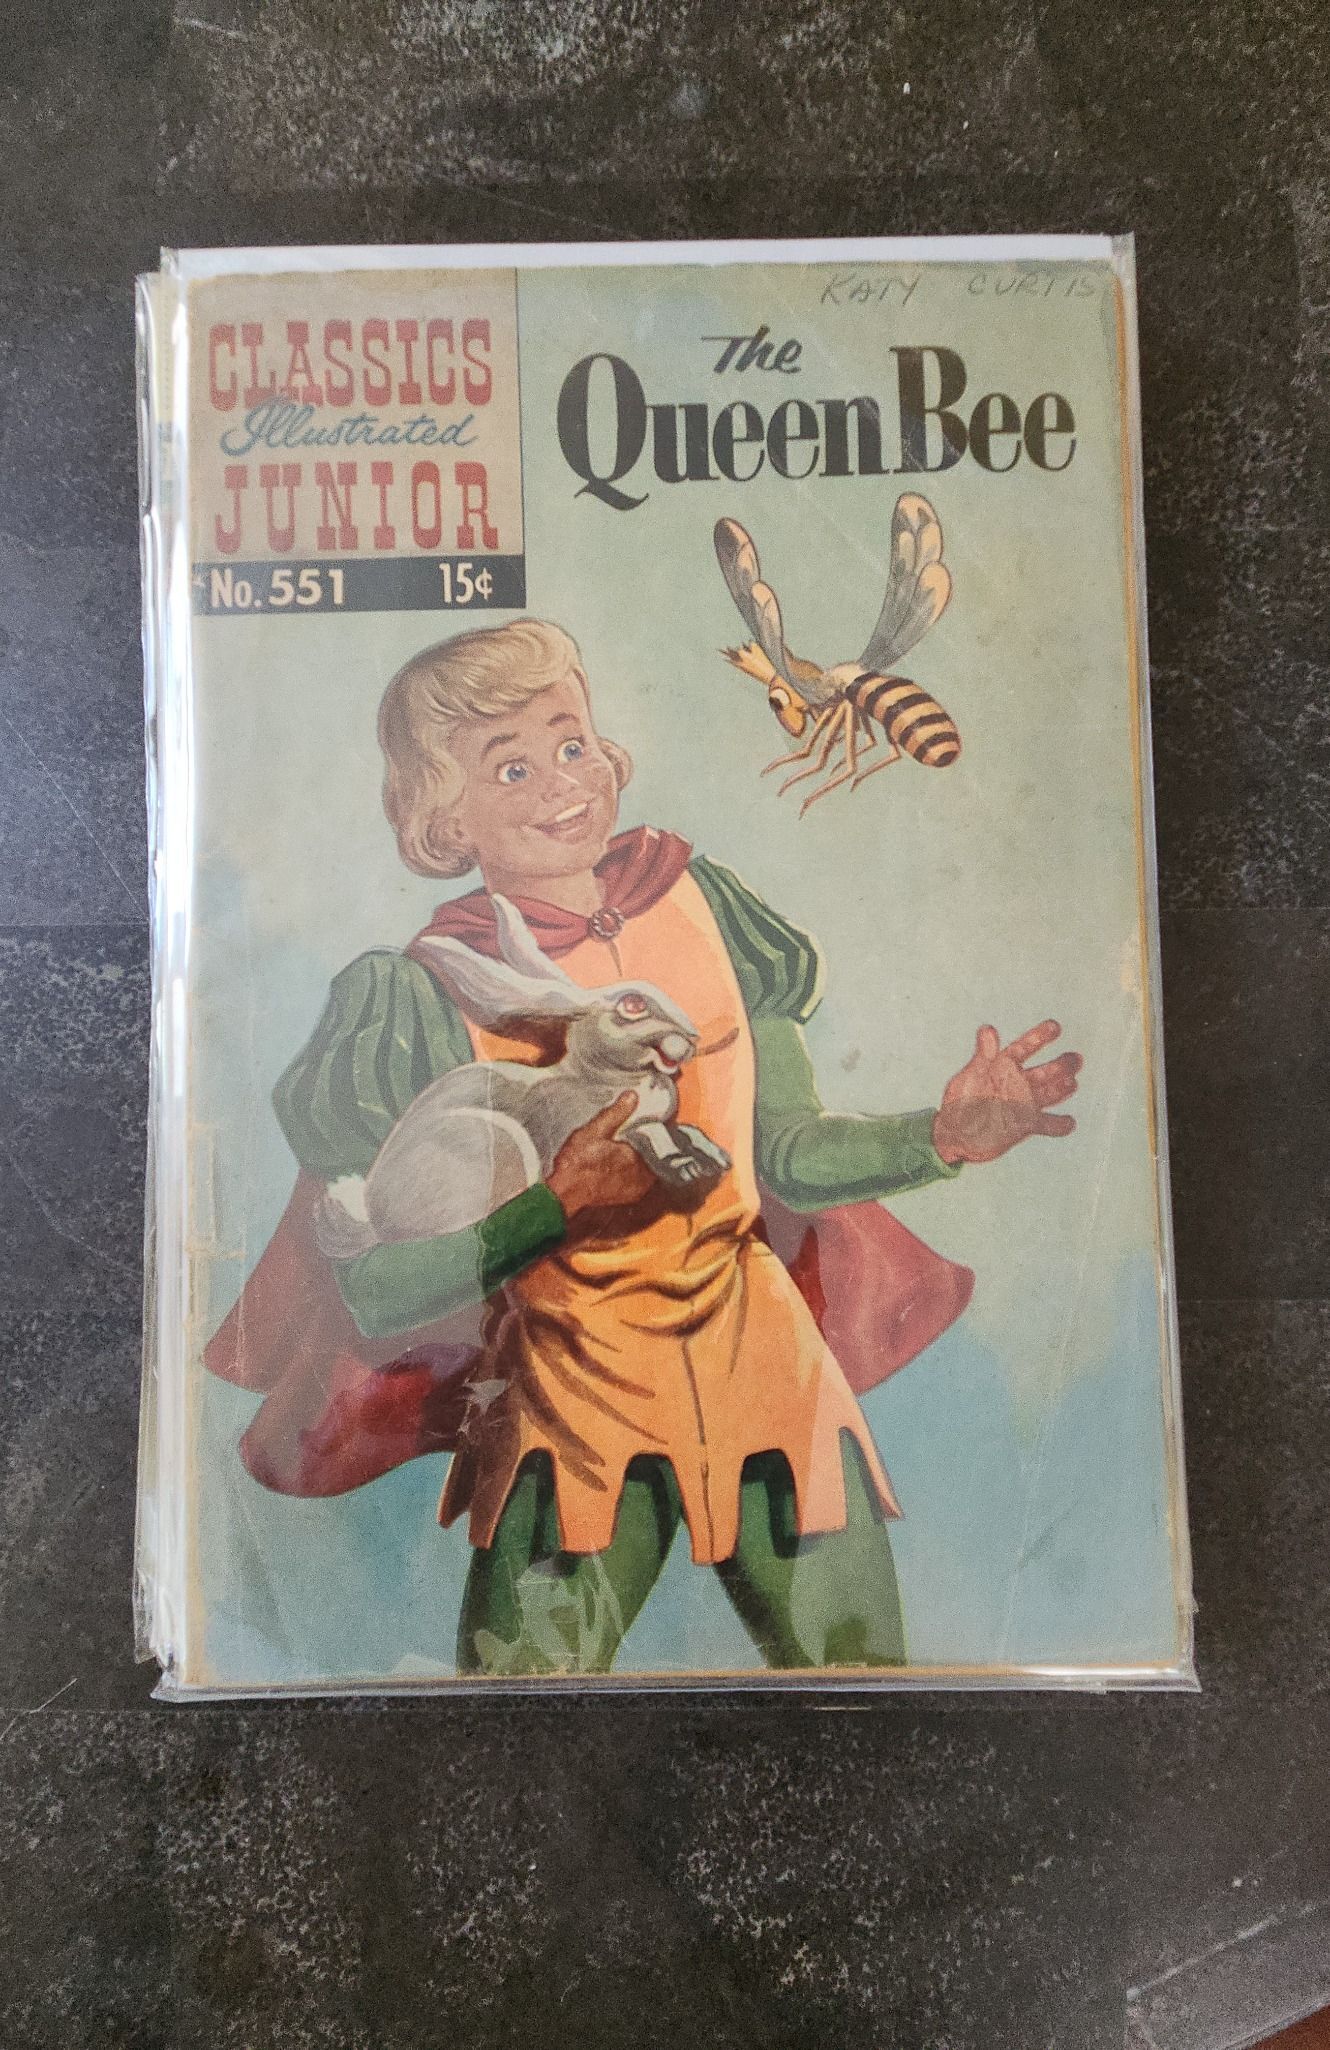 KATY CURTIS
CLASSICS
Illustrated
JUNIOR
No. 551 15¢
The
Queen Bee